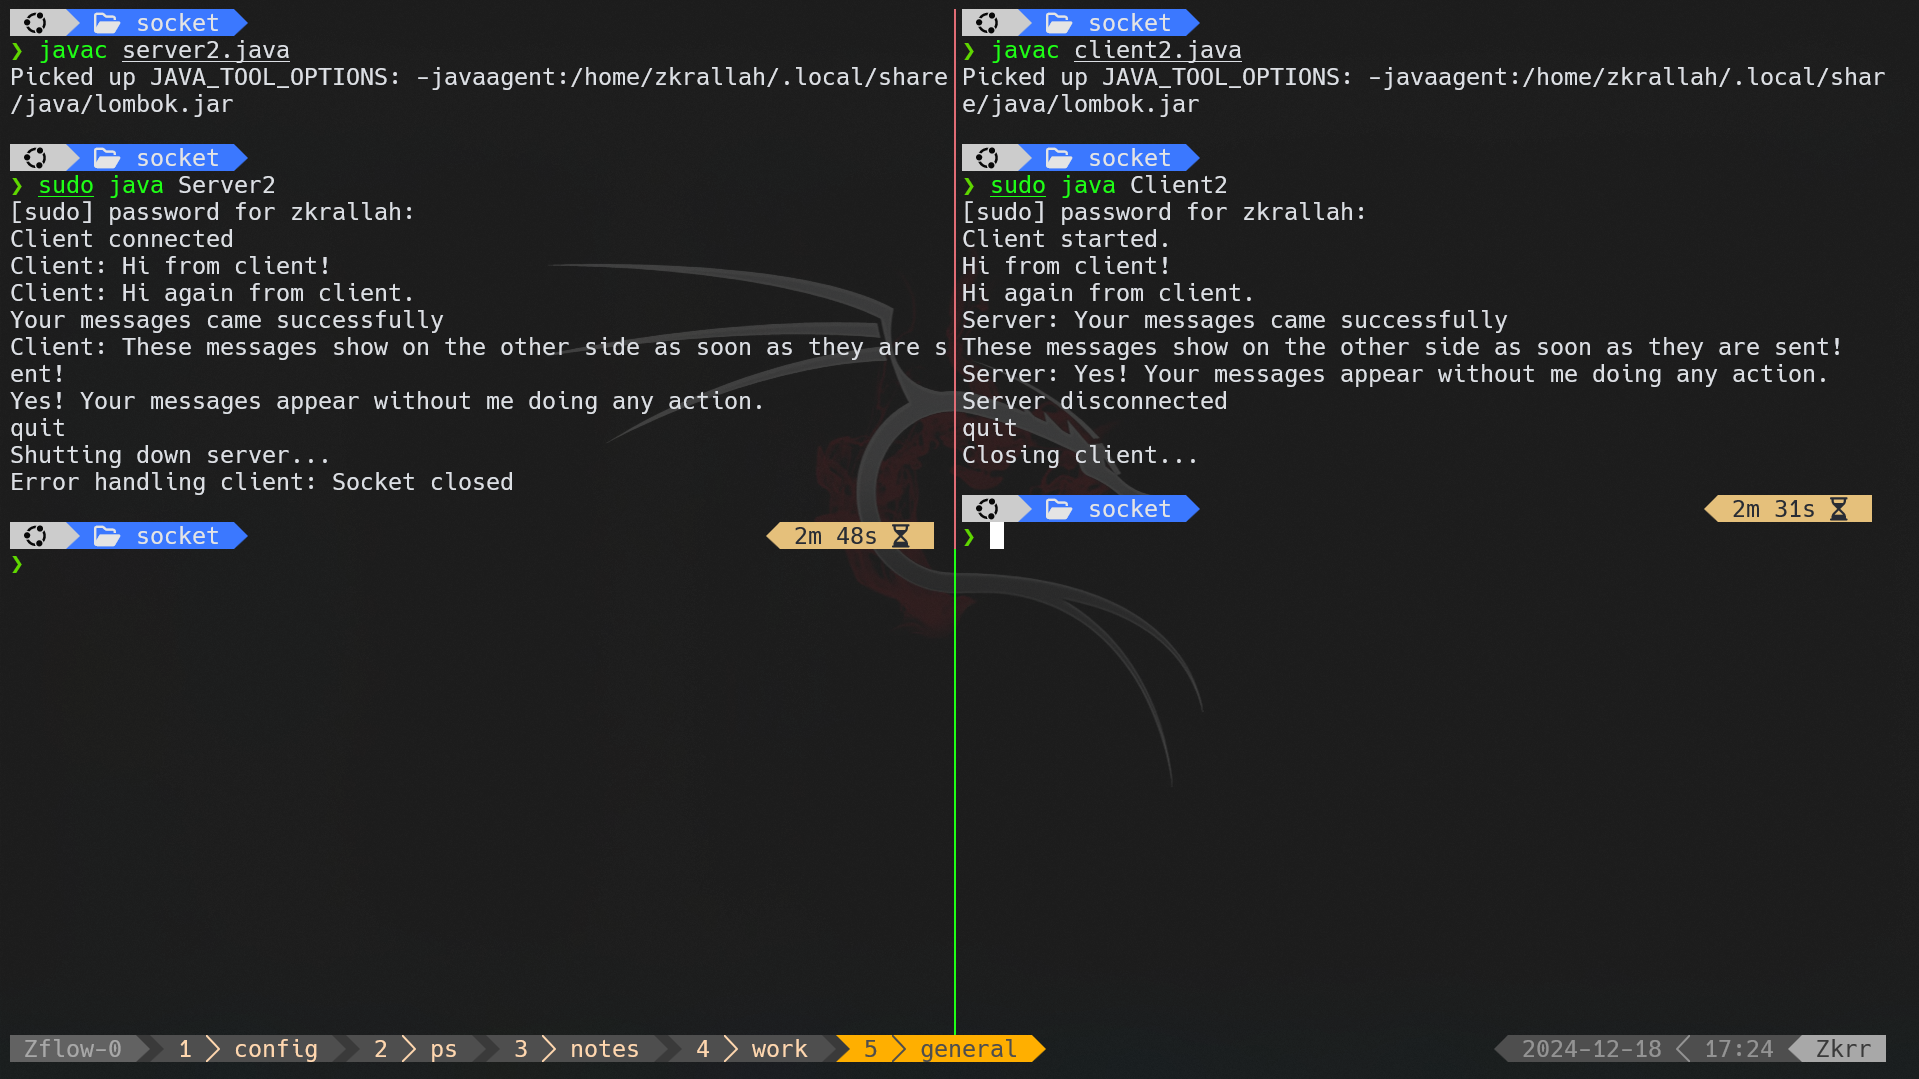 socket
❯ javac server2.java
Picked up JAVA_TOOL_OPTIONS: -javaagent:/home/zkrallah/.local/share
/java/lombok.jar
socket
❯ sudo java Server2
[sudo] password for zkrallah:
Client connected
Client: Hi from client!
Client: Hi again from client.
Your messages came successfully
Client: These messages show on the other side as soon as they are s
ent!
Yes! Your messages appear without me doing any action.
quit
Shutting down server...
Error handling client: Socket closed
socket 2m 48s
❯
socket
❯ javac client2.java
Picked up JAVA_TOOL_OPTIONS: -javaagent:/home/zkrallah/.local/shar
e/java/lombok.jar
socket
❯ sudo java Client2
[sudo] password for zkrallah:
Client started.
Hi from client!
Hi again from client.
Server: Your messages came successfully
These messages show on the other side as soon as they are sent!
Server: Yes! Your messages appear without me doing any action.
Server disconnected
quit
Closing client...
socket 2m 31s
❯
Zflow-0 1 config 2 ps 3 notes 4 work 5 general 2024-12-18 17:24 Zkrr